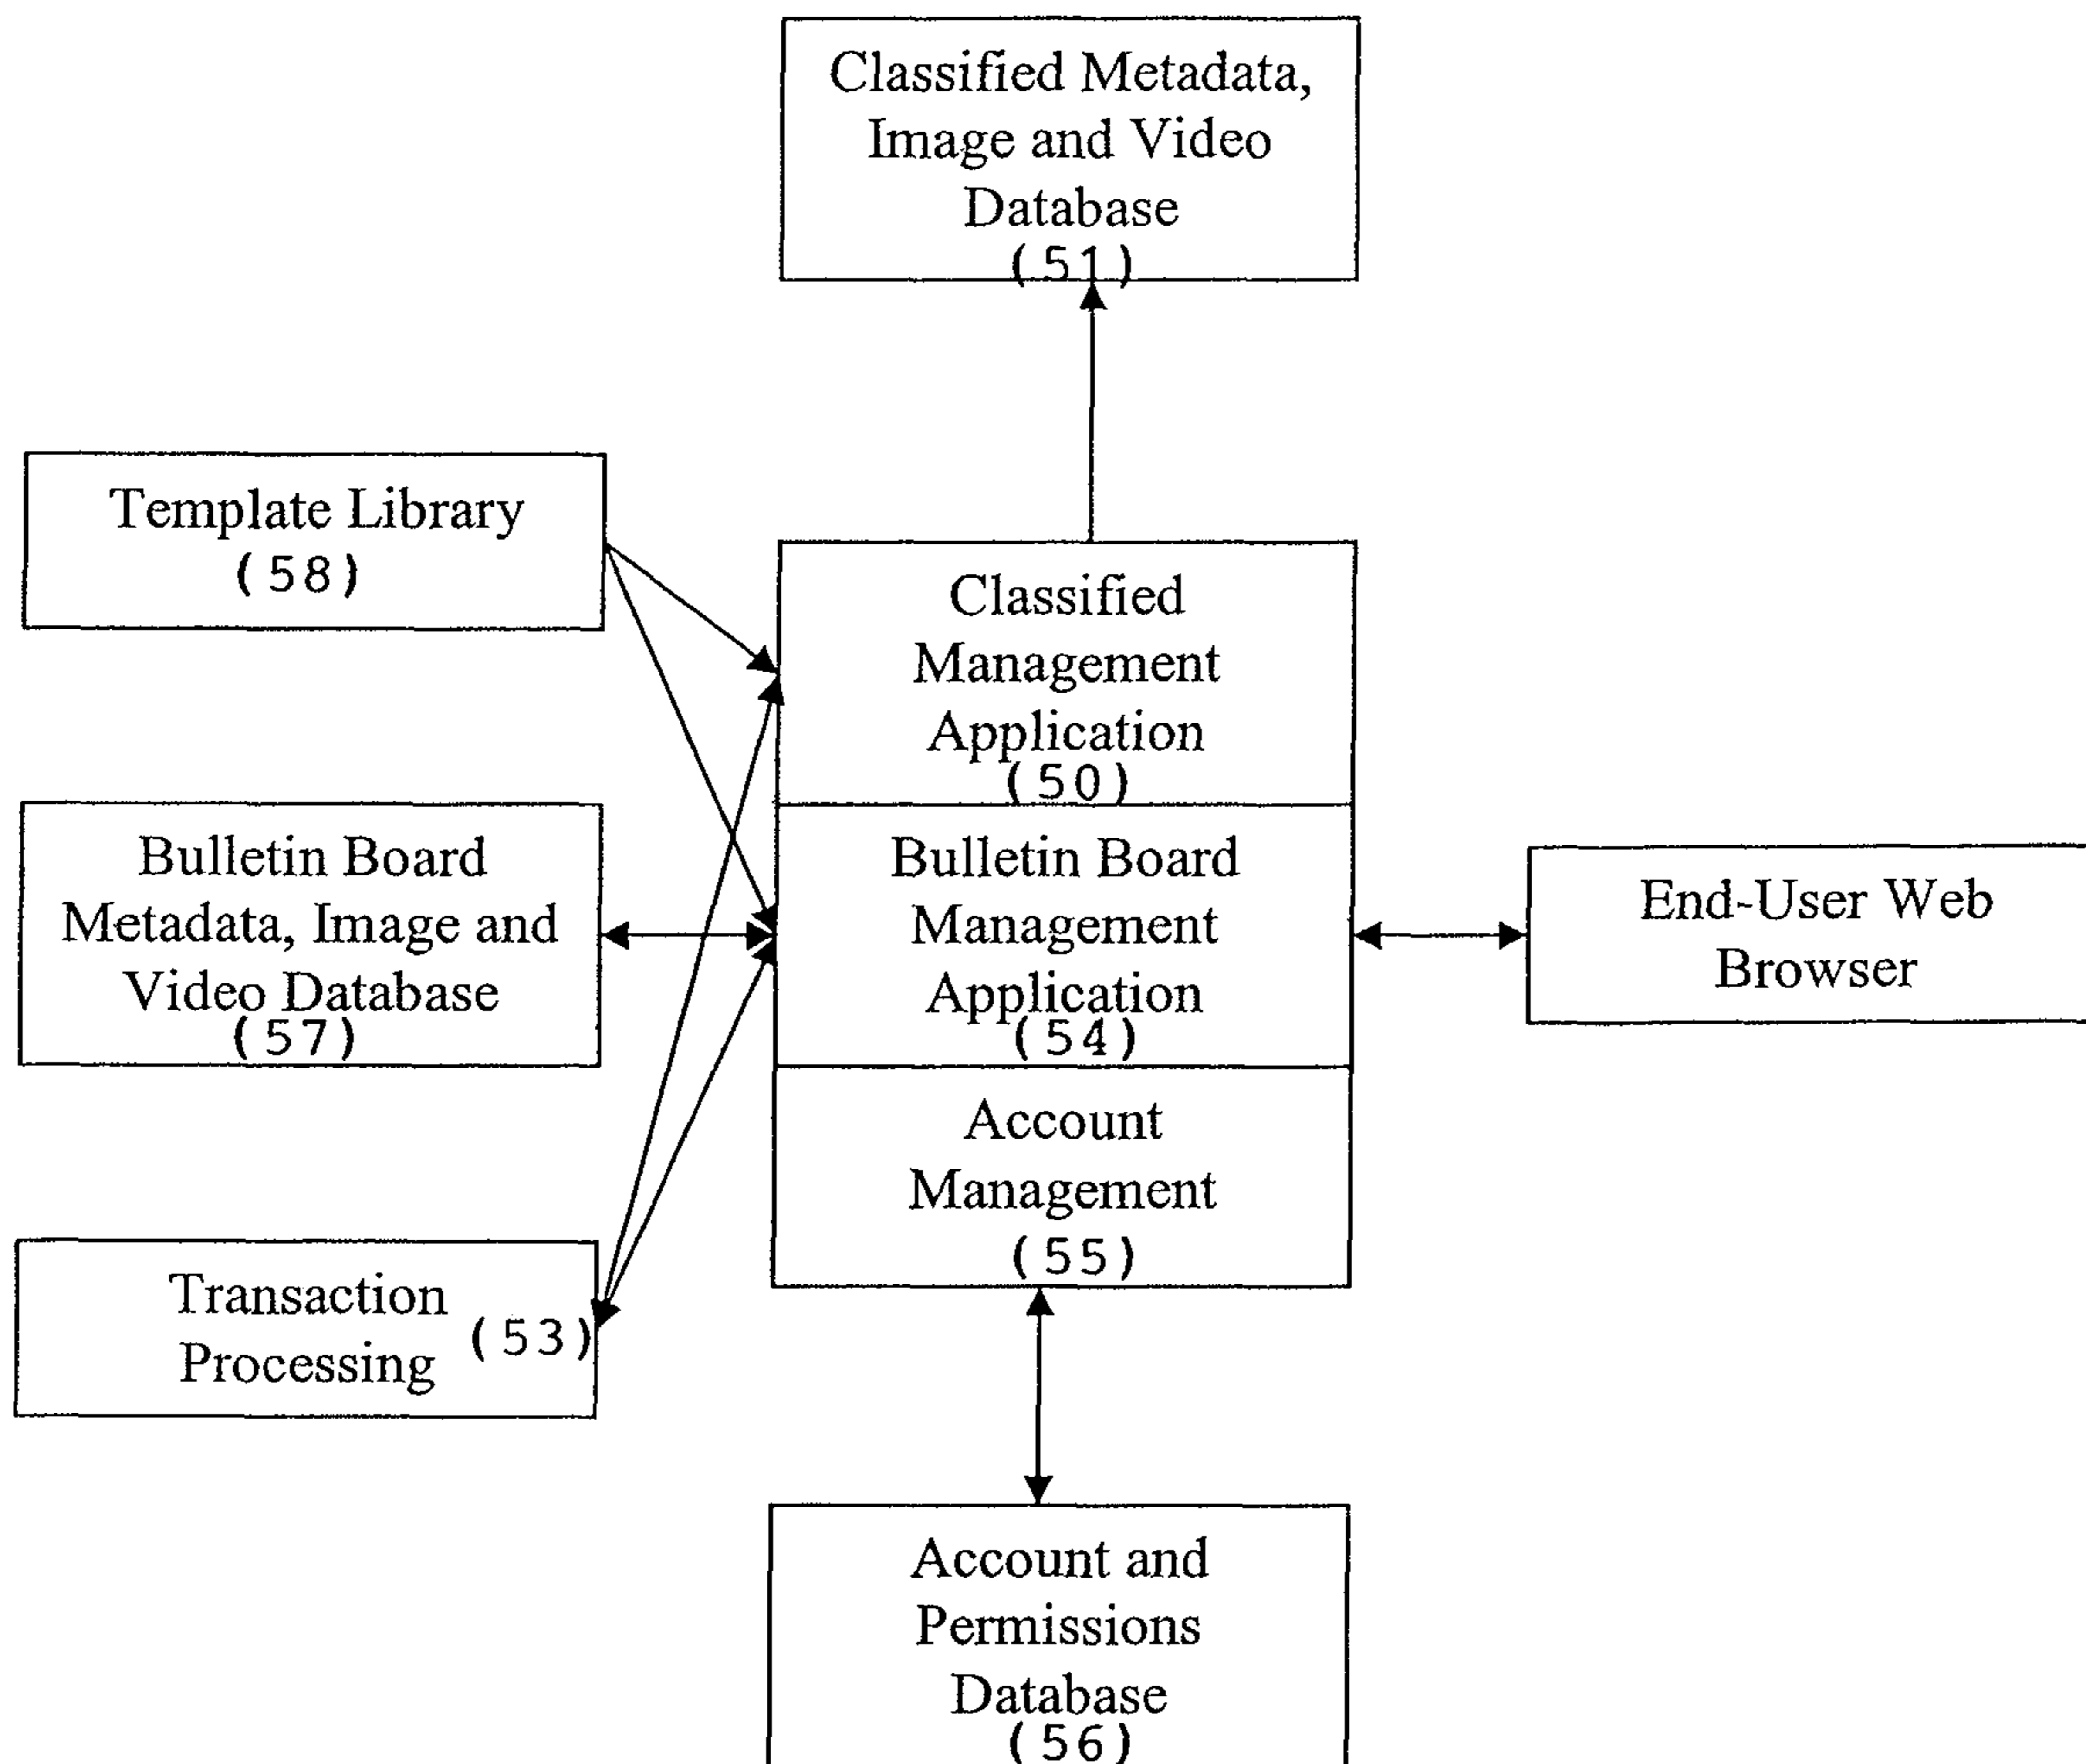 Classified Metadata,
Image and Video
Database
(51)
Template Library
(58)
Classified
Management
Application
(50)
Bulletin Board
Metadata, Image and
Video Database
(57)
Bulletin Board
Management
Application
(54)
End-User Web
Browser
Account
Management
(55)
Transaction
Processing (53)
Account and
Permissions
Database
(56)